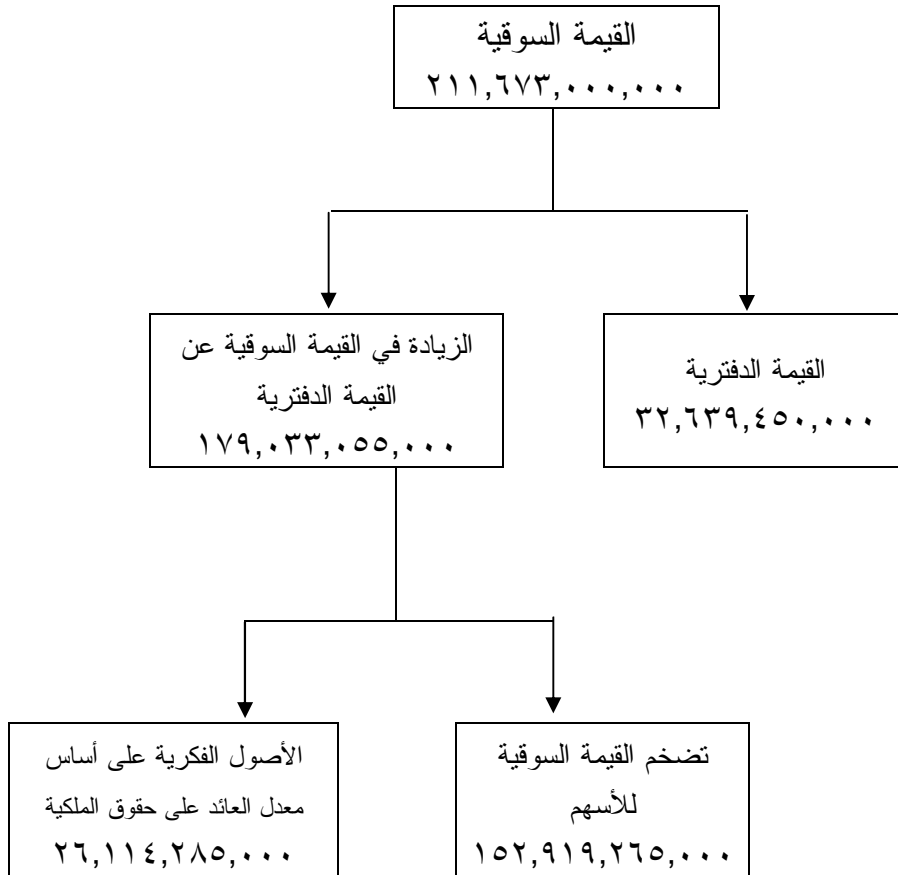 القيمة السوقية
٢١١,٦٧٣,٠٠٠,٠٠٠
القيمة الدفترية
٣٢,٦٣٩,٤٥٠,٠٠٠
الزيادة في القيمة السوقية عن
القيمة الدفترية
١٧٩,٠٣٣,٠٥٥,٠٠٠
تضخم القيمة السوقية
للأسهم
١٥٢,٩١٩,٢٦٥,٠٠٠
الأصول الفكرية على أساس
معدل العائد على حقوق الملكية
٢٦,١١٤,٢٨٥,٠٠٠